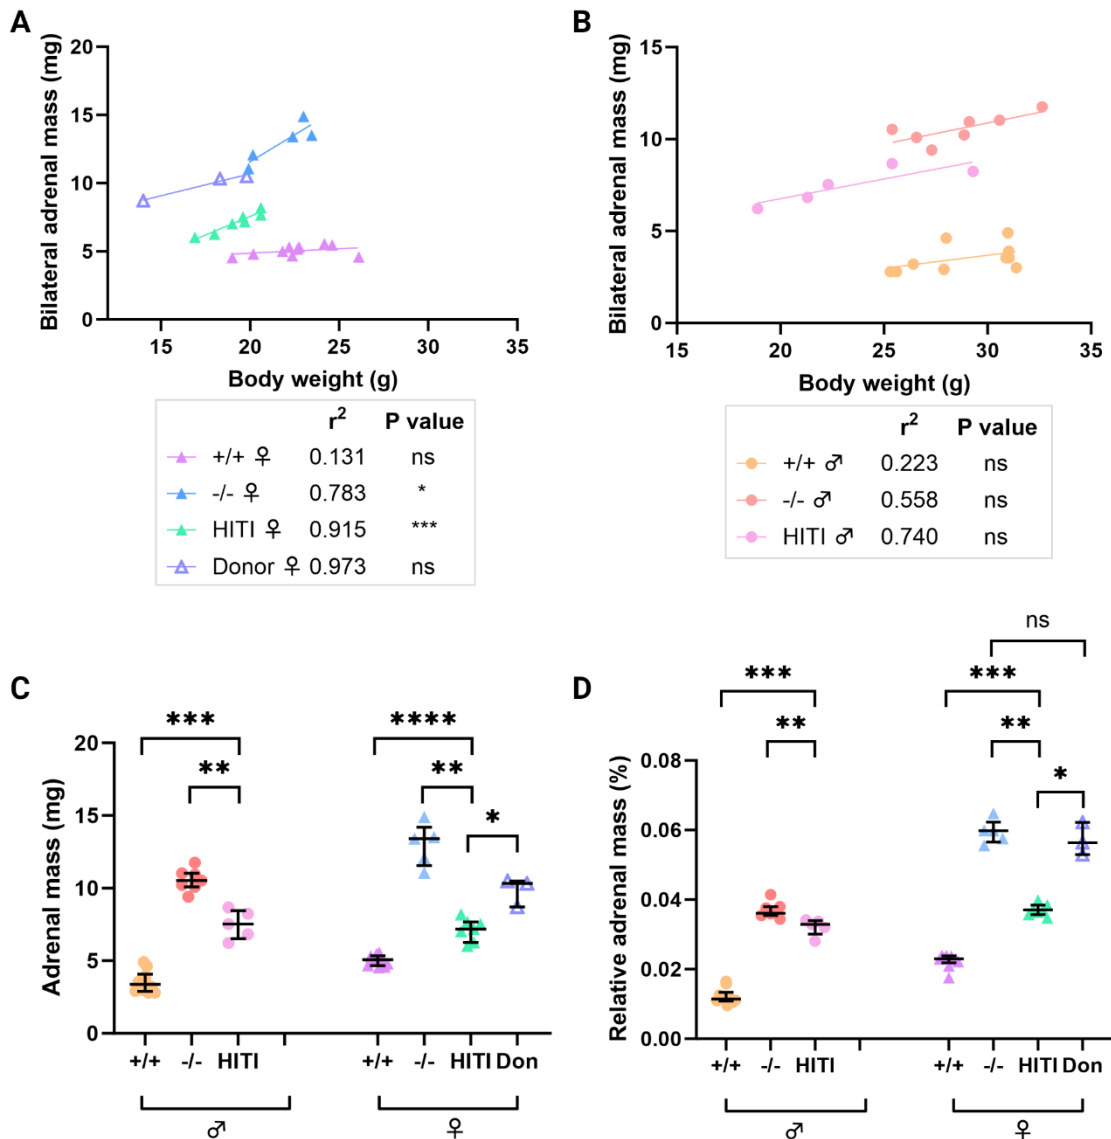 A
Bilateral adrenal mass (mg)
20
15
10
5
0
15 20 25 30 35
Body weight (g)
r² P value
+/+ ♀ 0.131 ns
-/- ♀ 0.783 *
HITI ♀ 0.915 ***
Donor ♀ 0.973 ns
B
Bilateral adrenal mass (mg)
15
10
5
0
15 20 25 30 35
Body weight (g)
r² P value
+/+ ♂ 0.223 ns
-/- ♂ 0.558 ns
HITI ♂ 0.740 ns
C
Adrenal mass (mg)
20
15
10
5
0
*** ****
** **
*
+/+ -/- HITI +/+ -/- HITI Don
♂ ♀
D
Relative adrenal mass (%)
0.08
0.06
0.04
0.02
0.00
ns
*** ***
** **
*
+/+ -/- HITI +/+ -/- HITI Don
♂ ♀